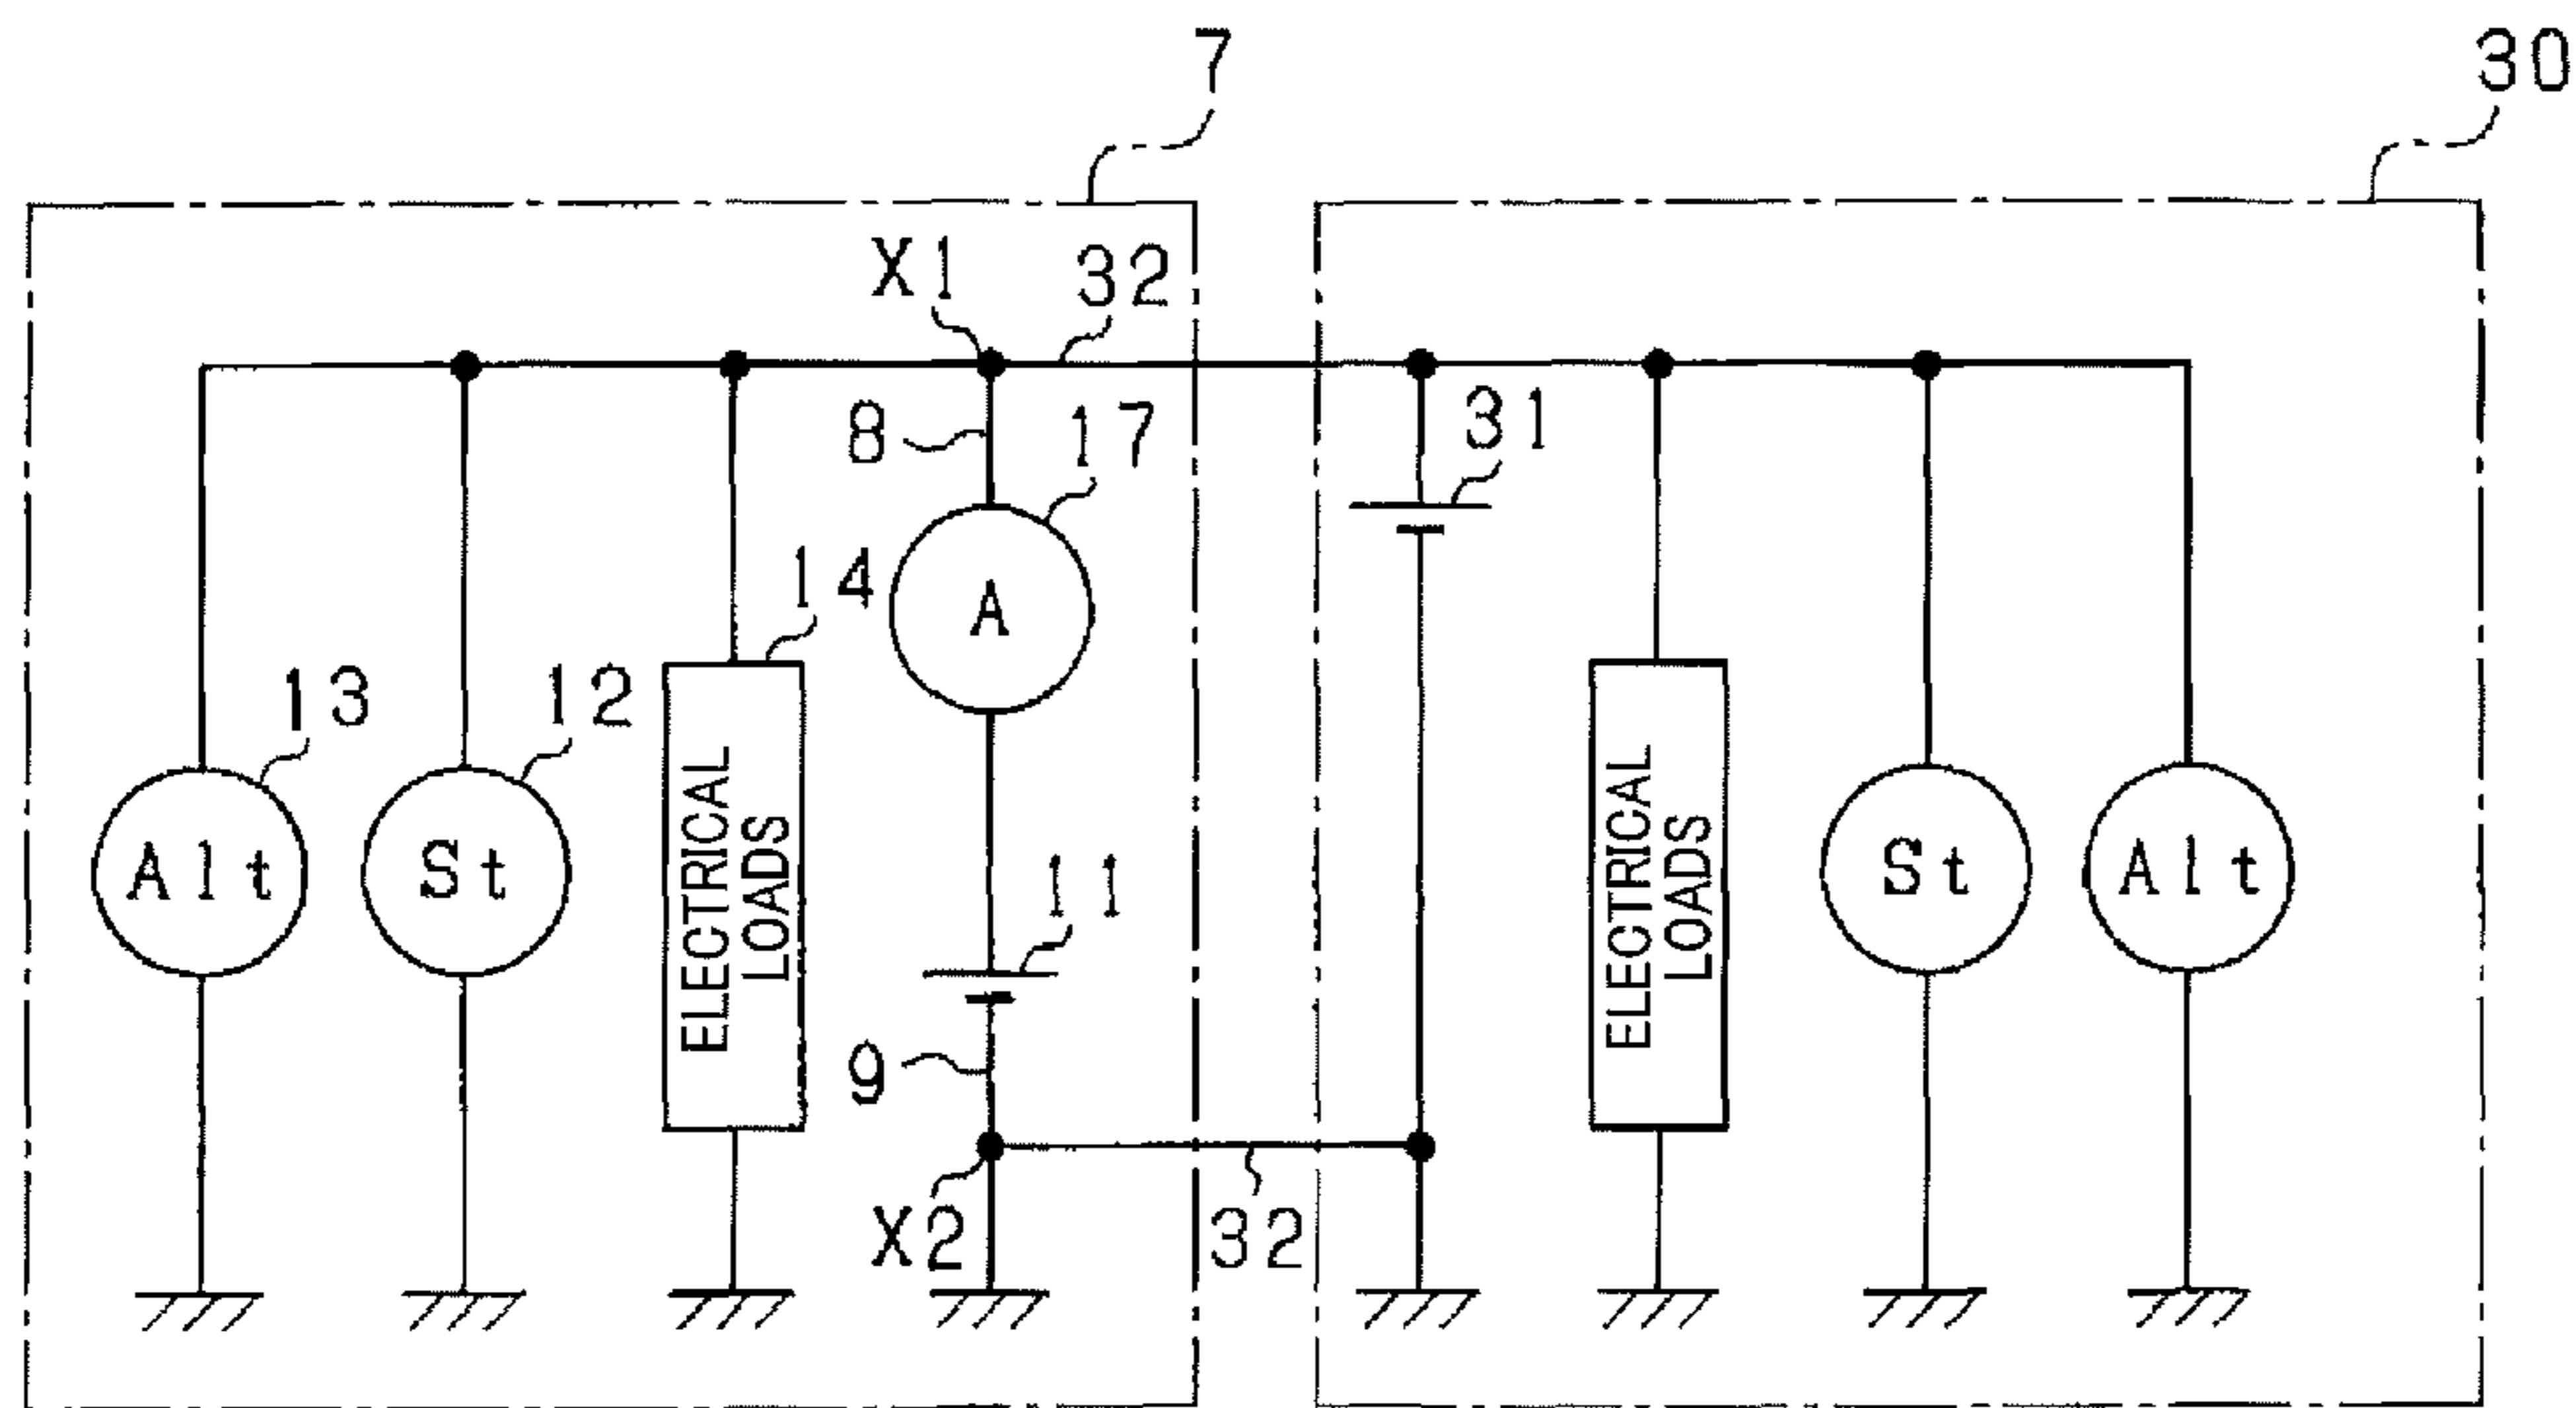 7
30
X1
32
8
17
31
14
13
12
A
11
Alt
St
ELECTRICAL
LOADS
ELECTRICAL
LOADS
St
Alt
9
X2
32